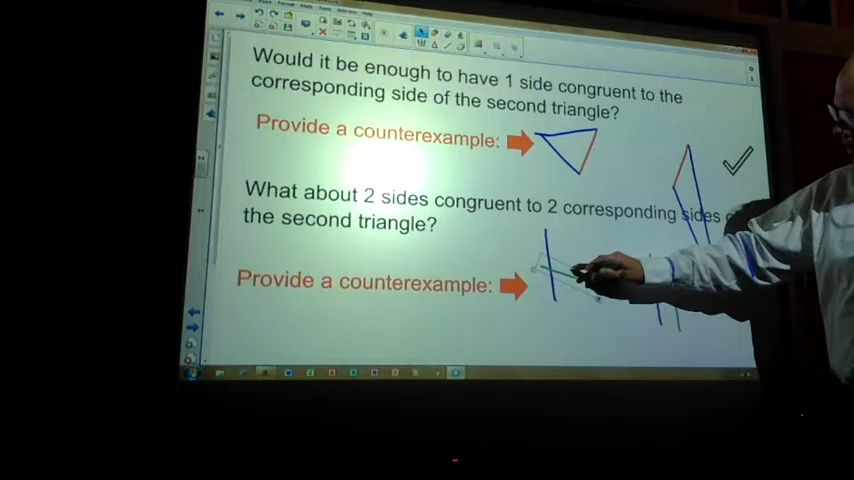 Would it be enough to have 1 side congruent to the
corresponding side of the second triangle?
Provide a counterexample:
What about 2 sides congruent to 2 corresponding sides
the second triangle?
Provide a counterexample: